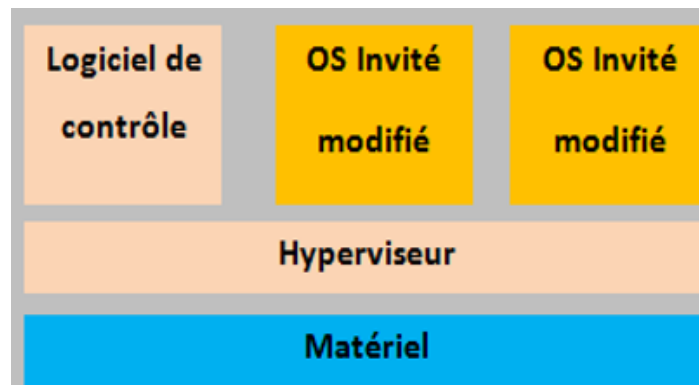 Logiciel de
contrôle
OS Invité
modifié
OS Invité
modifié
Hyperviseur
Matériel